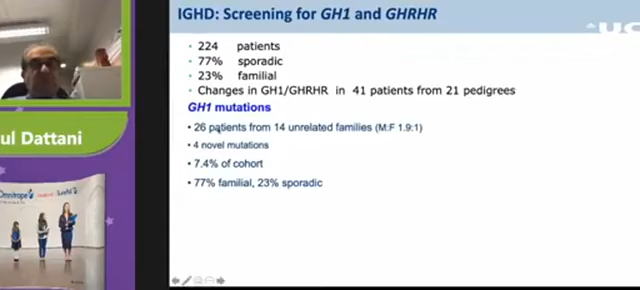 IGHD: Screening for GH1 and GHRHR
• 224 patients
• 77% sporadic
• 23% familial
• Changes in GH1/GHRHR in 41 patients from 21 pedigrees
GH1 mutations
• 26 patients from 14 unrelated families (M:F 1.9:1)
• 4 novel mutations
• 7.4% of cohort
• 77% familial, 23% sporadic
ul Dattani
Omnitrope